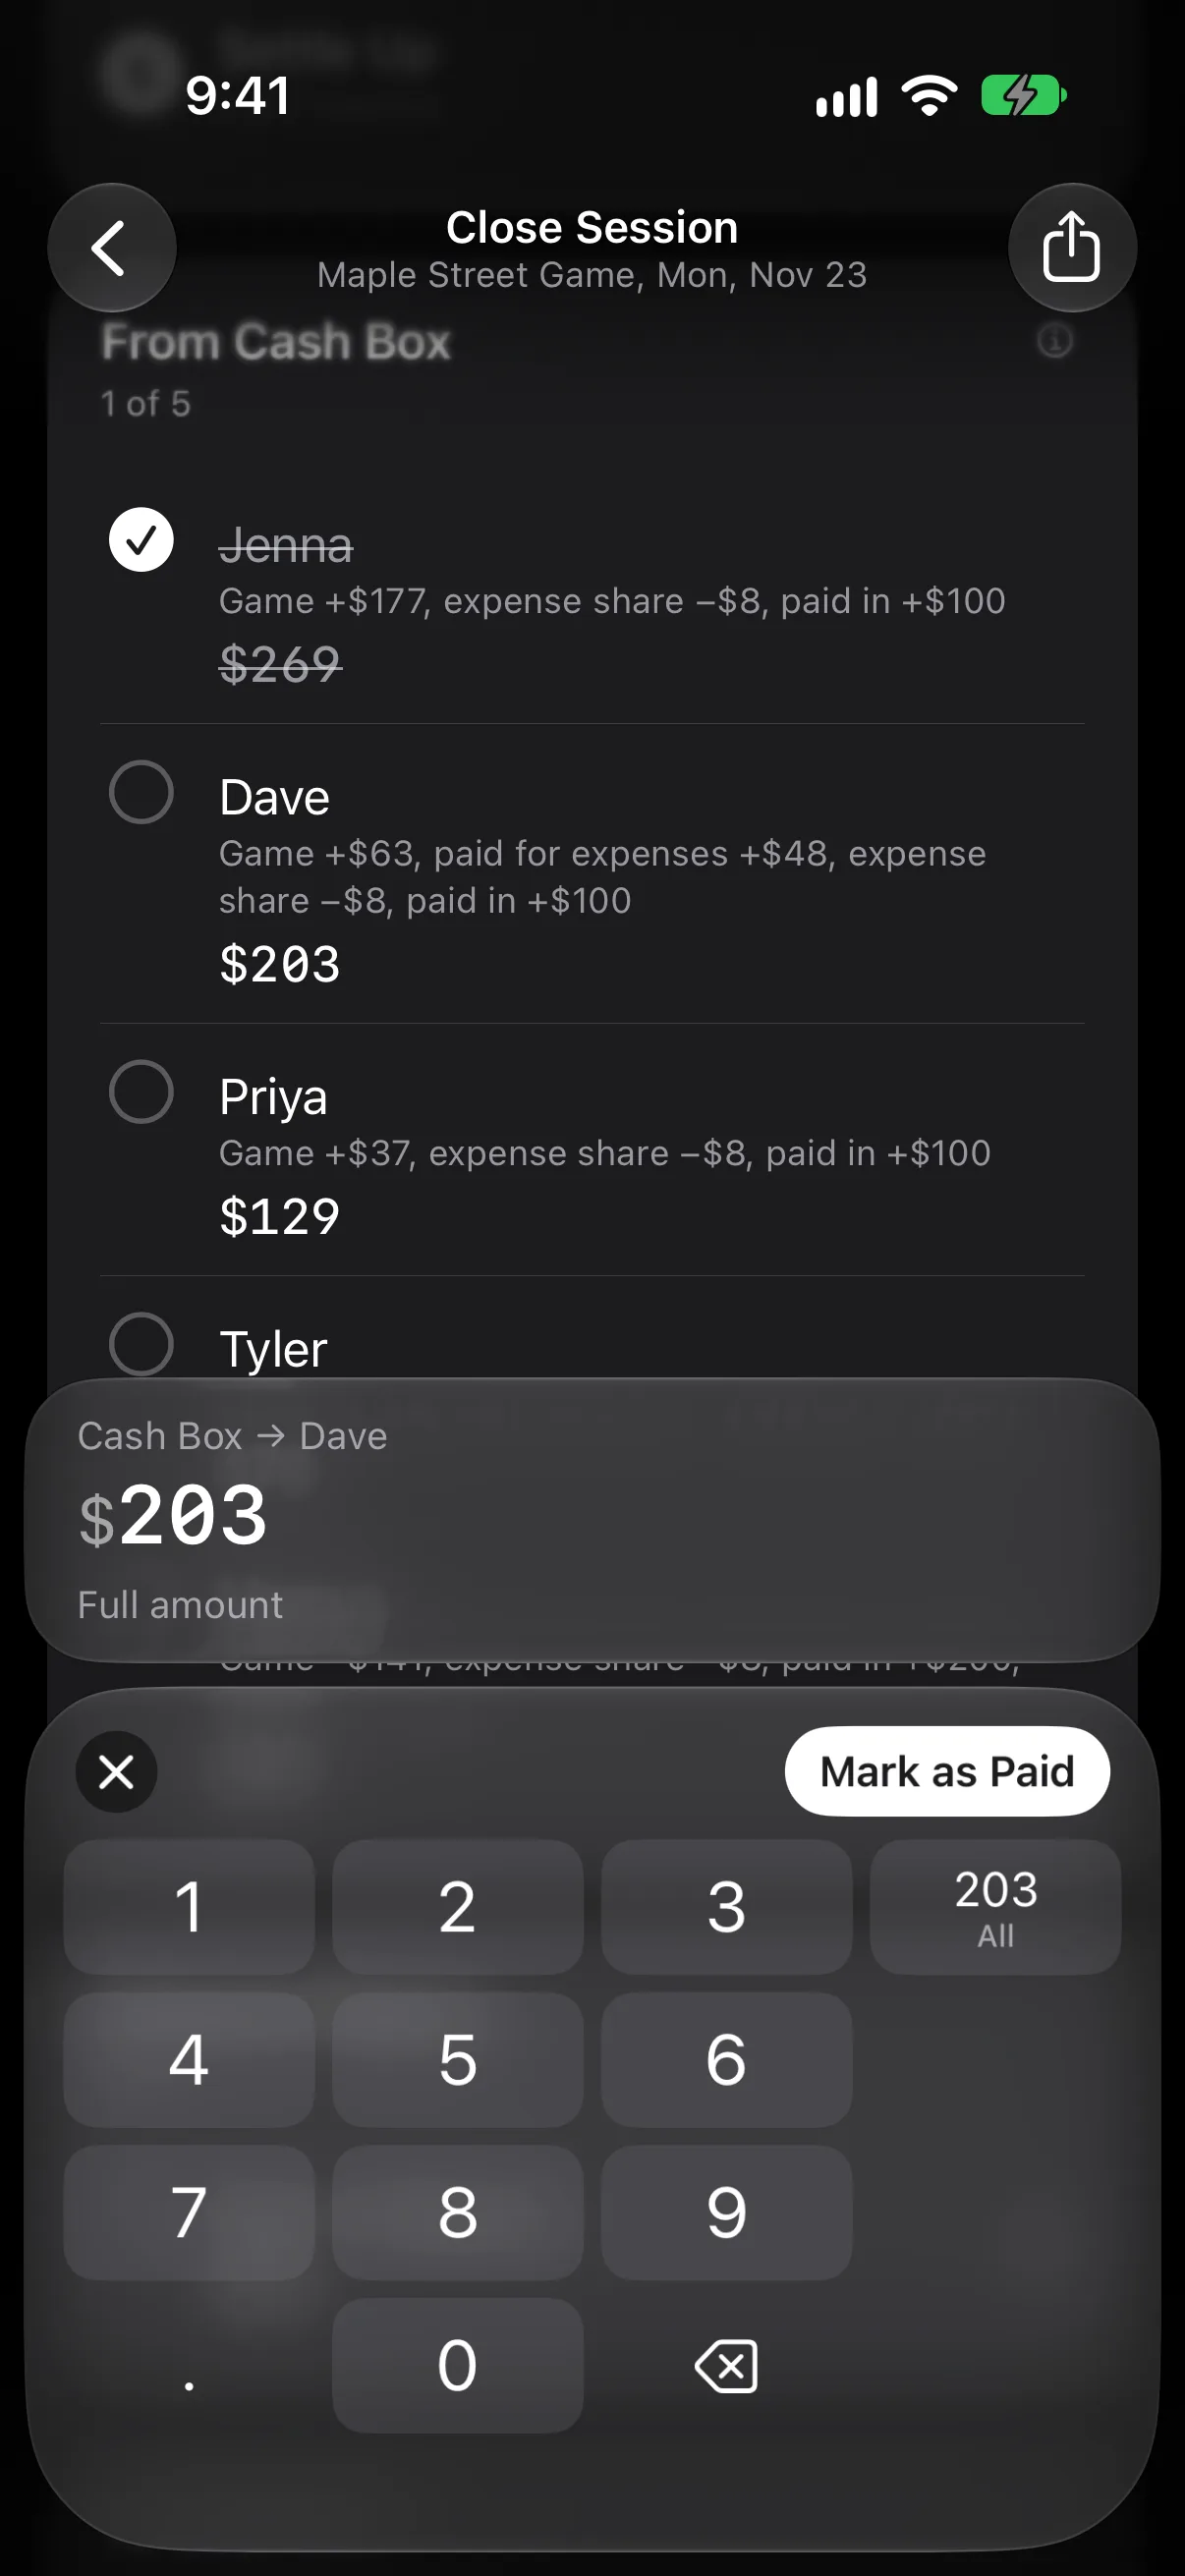 9:41
Close Session
Maple Street Game, Mon, Nov 23
From Cash Box
1 of 5
Jenna
Game +$177, expense share −$8, paid in +$100
$269
Dave
Game +$63, paid for expenses +$48, expense
share −$8, paid in +$100
$203
Priya
Game +$37, expense share −$8, paid in +$100
$129
Tyler
Cash Box → Dave
$203
Full amount
Mark as Paid
1 2 3 203
All
4 5 6
7 8 9
. 0